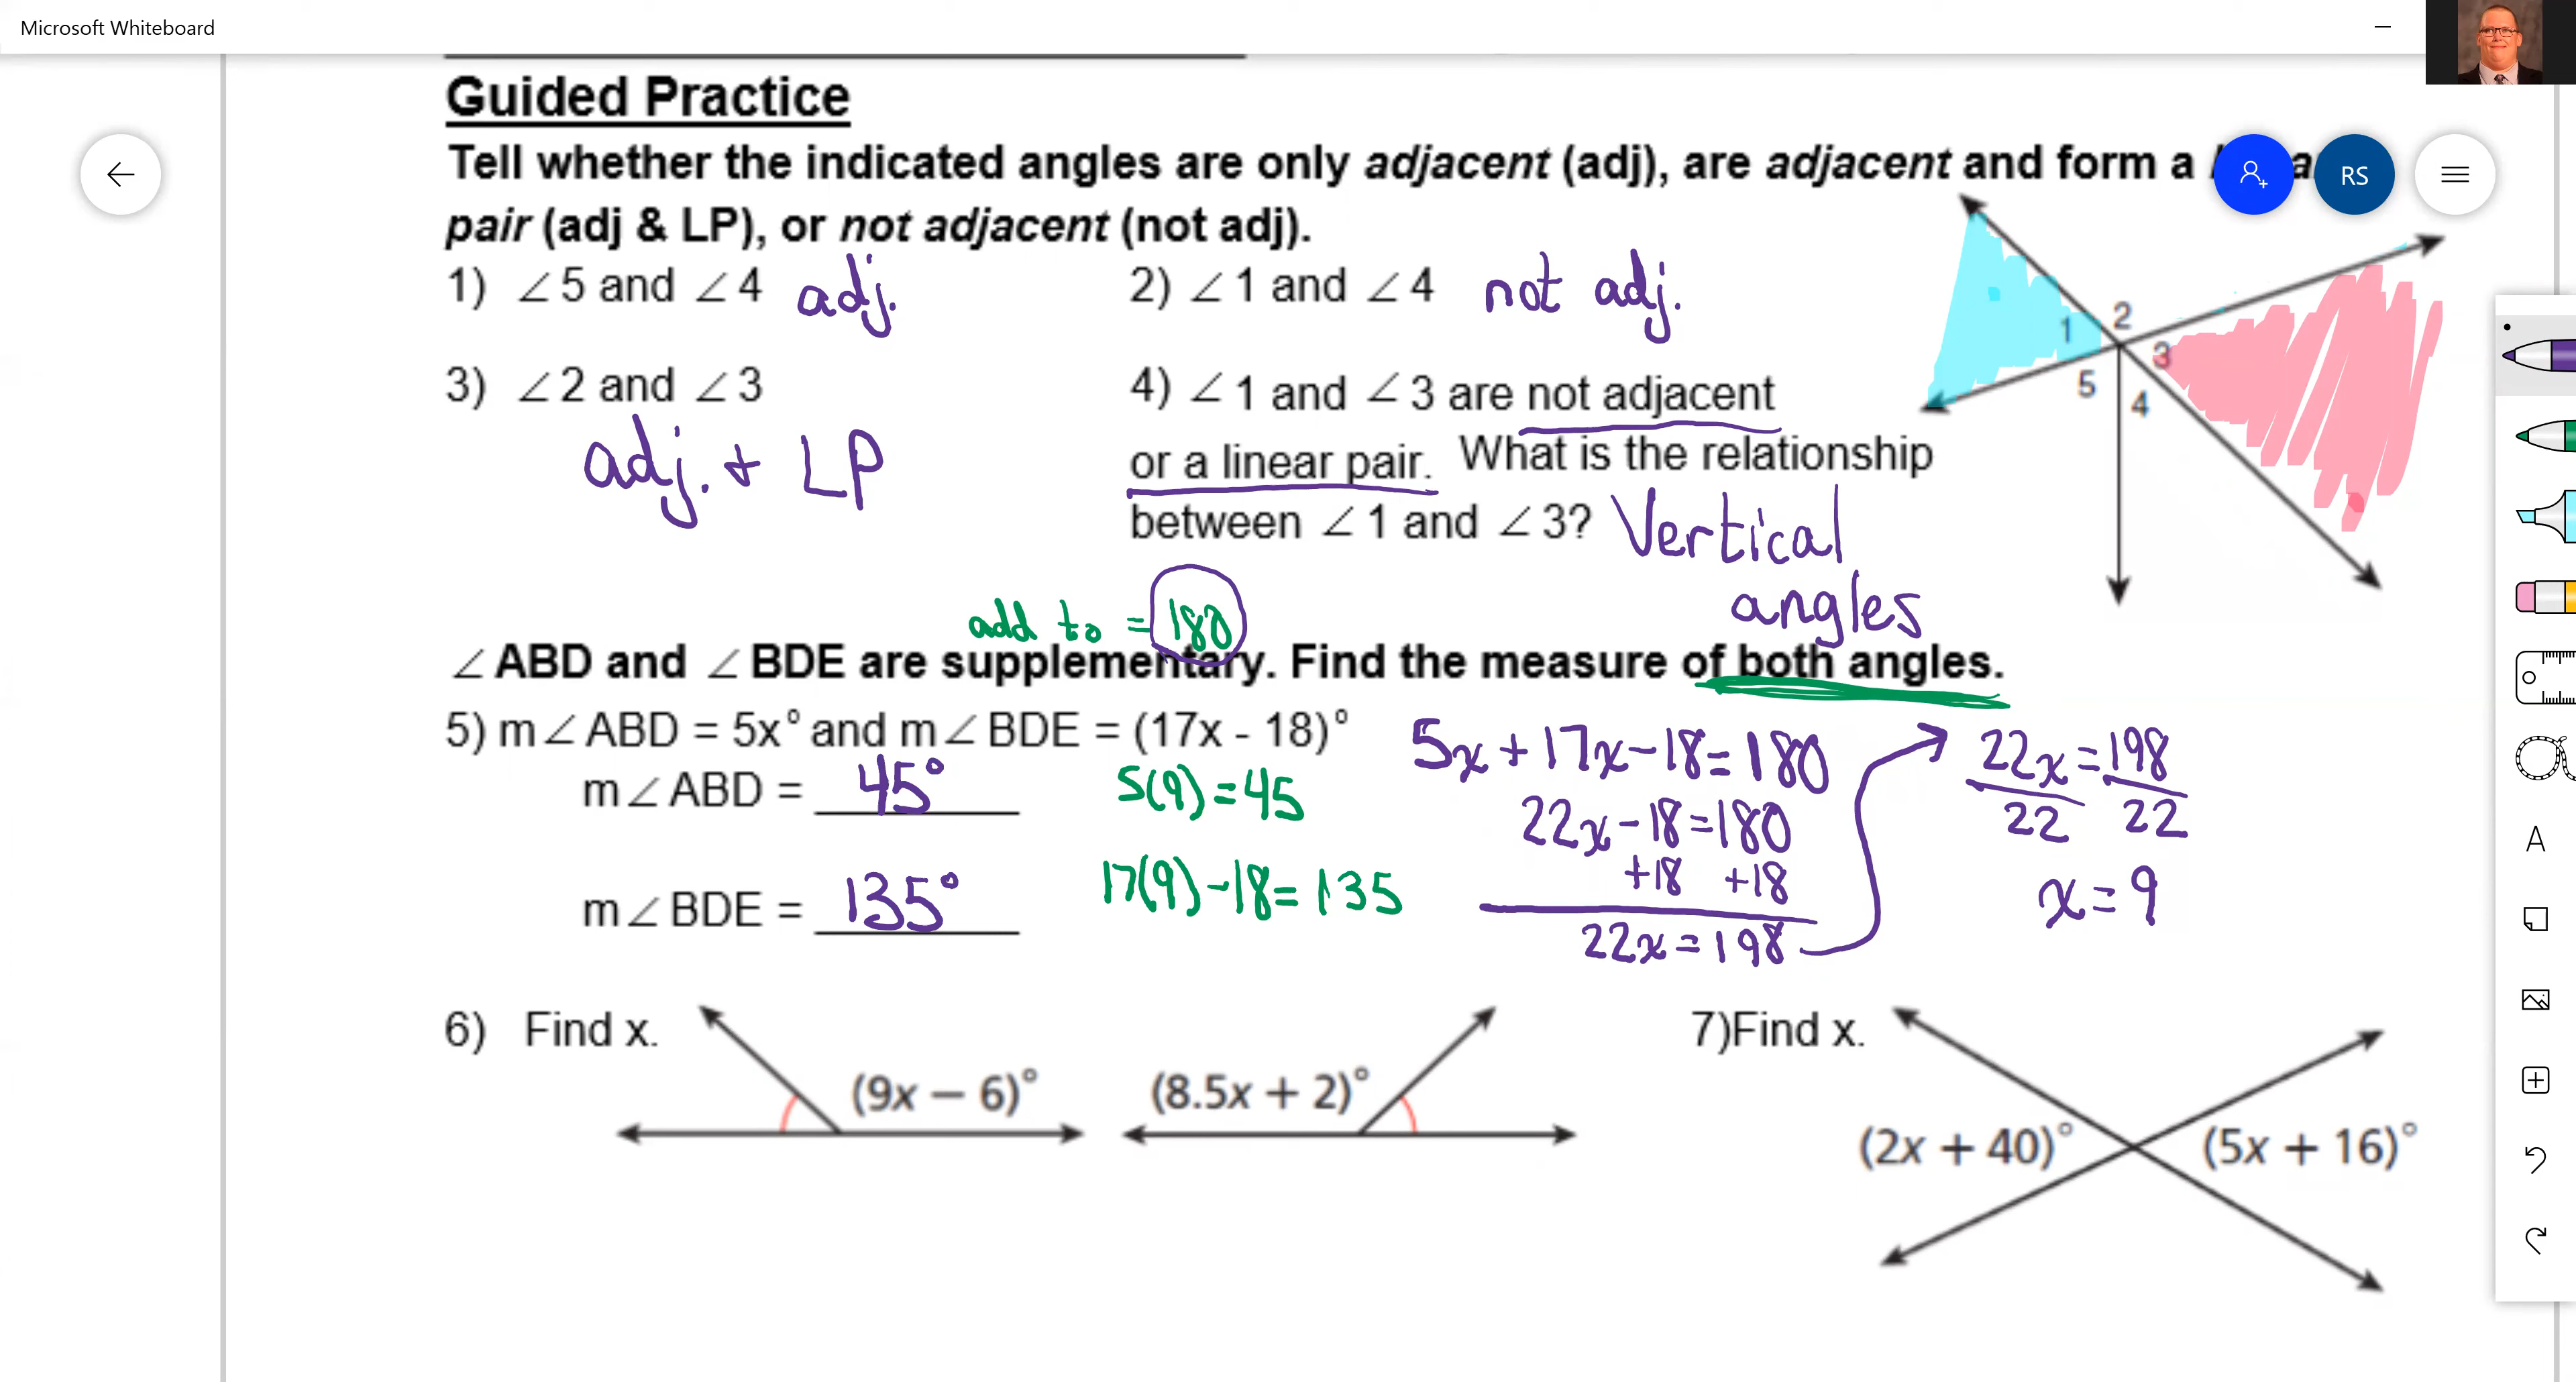 Microsoft Whiteboard
Guided Practice
Tell whether the indicated angles are only adjacent (adj), are adjacent and form a
RS
pair (adj & LP), or not adjacent (not adj).
1) ∠5 and ∠4 adj.
2) ∠1 and ∠4 not adj.
3) ∠2 and ∠3
adj. + LP
4) ∠1 and ∠3 are not adjacent
or a linear pair. What is the relationship
between ∠1 and ∠3? Vertical
angles
1
2
3
5
4
add to = 180
∠ABD and ∠BDE are supplementary. Find the measure of both angles.
5) m∠ABD = 5x° and m∠BDE = (17x - 18)°
m∠ABD = 45°
5(9)=45
m∠BDE = 135°
17(9)-18=135
5x+17x-18=180
22x-18=180
+18 +18
22x=198
22x=198
22 22
x=9
6) Find x.
(9x − 6)°
(8.5x + 2)°
7)Find x.
(2x + 40)°
(5x + 16)°
A